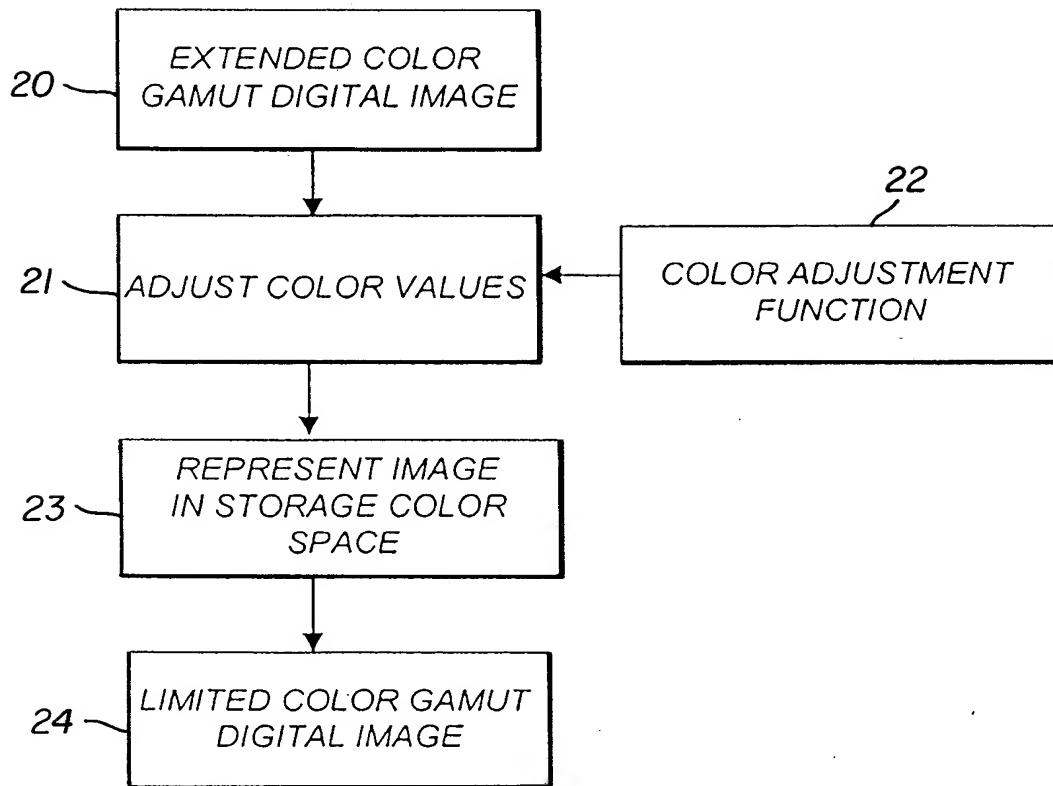 20
EXTENDED COLOR
GAMUT DIGITAL IMAGE
22
21
ADJUST COLOR VALUES
COLOR ADJUSTMENT
FUNCTION
23
REPRESENT IMAGE
IN STORAGE COLOR
SPACE
24
LIMITED COLOR GAMUT
DIGITAL IMAGE